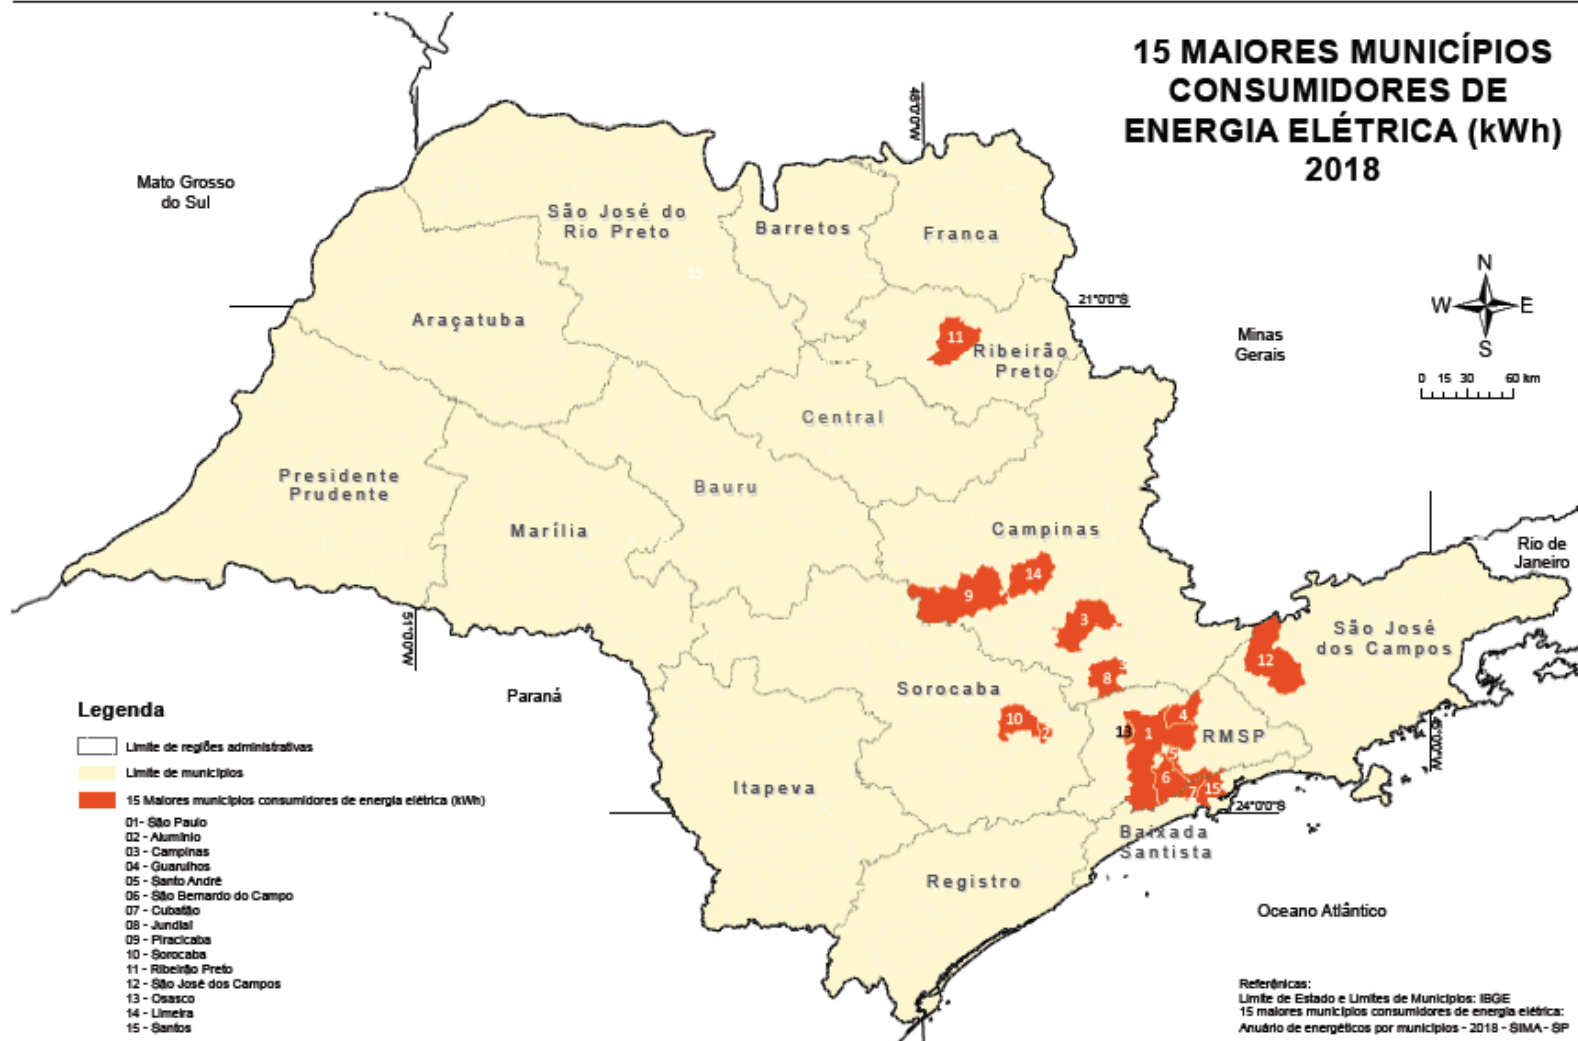 15 MAIORES MUNICÍPIOS
CONSUMIDORES DE
ENERGIA ELÉTRICA (kWh)
2018
48°0'0"W
Mato Grosso
do Sul
São José do
Rio Preto
Barretos
Franca
15
N
W
E
S
21°0'0"S
Araçatuba
11
Ribeirão
Preto
Minas
Gerais
0 15 30 60 km
Central
Presidente
Prudente
Bauru
Marília
Campinas
Rio de
Janeiro
14
9
3
São José
dos Campos
12
51°0'0"W
Paraná
Sorocaba
3
8
10
2
4
13
1
RMSP
5
6
7
15
45°0'0"W
24°0'0"S
Itapeva
Baixada
Santista
Registro
Oceano Atlântico
Legenda
Limite de regiões administrativas
Limite de municípios
15 Maiores municípios consumidores de energia elétrica (kWh)
01- São Paulo
02 - Alumínio
03 - Campinas
04 - Guarulhos
05 - Santo André
06 - São Bernardo do Campo
07 - Cubatão
08 - Jundiaí
09 - Piracicaba
10 - Sorocaba
11 - Ribeirão Preto
12 - São José dos Campos
13 - Osasco
14 - Limeira
15 - Santos
Referênicas:
Limite de Estado e Limites de Municípios: IBGE
15 maiores municípios consumidores de energia elétrica:
Anuário de energéticos por municípios - 2018 - SIMA - SP